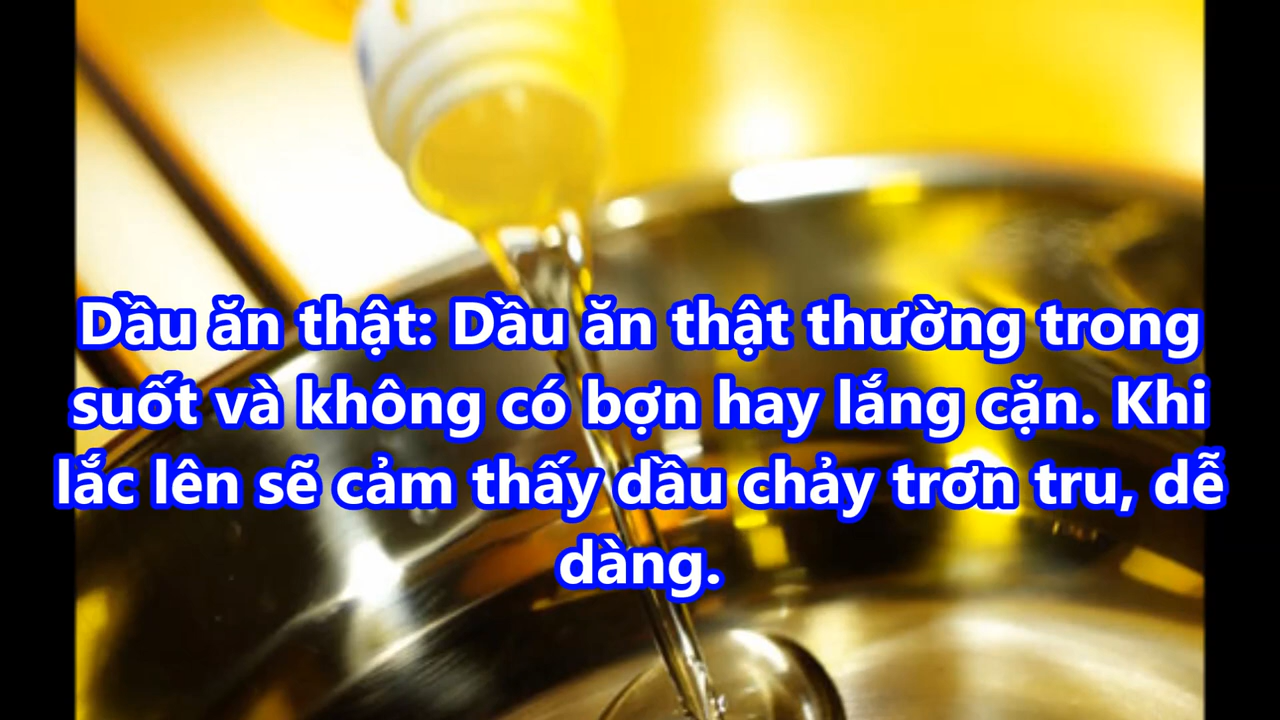 Dầu ăn thật: Dầu ăn thật thường trong
suốt và không có bợn hay lắng cặn. Khi
lắc lên sẽ cảm thấy dầu chảy trơn tru, dễ
dàng.